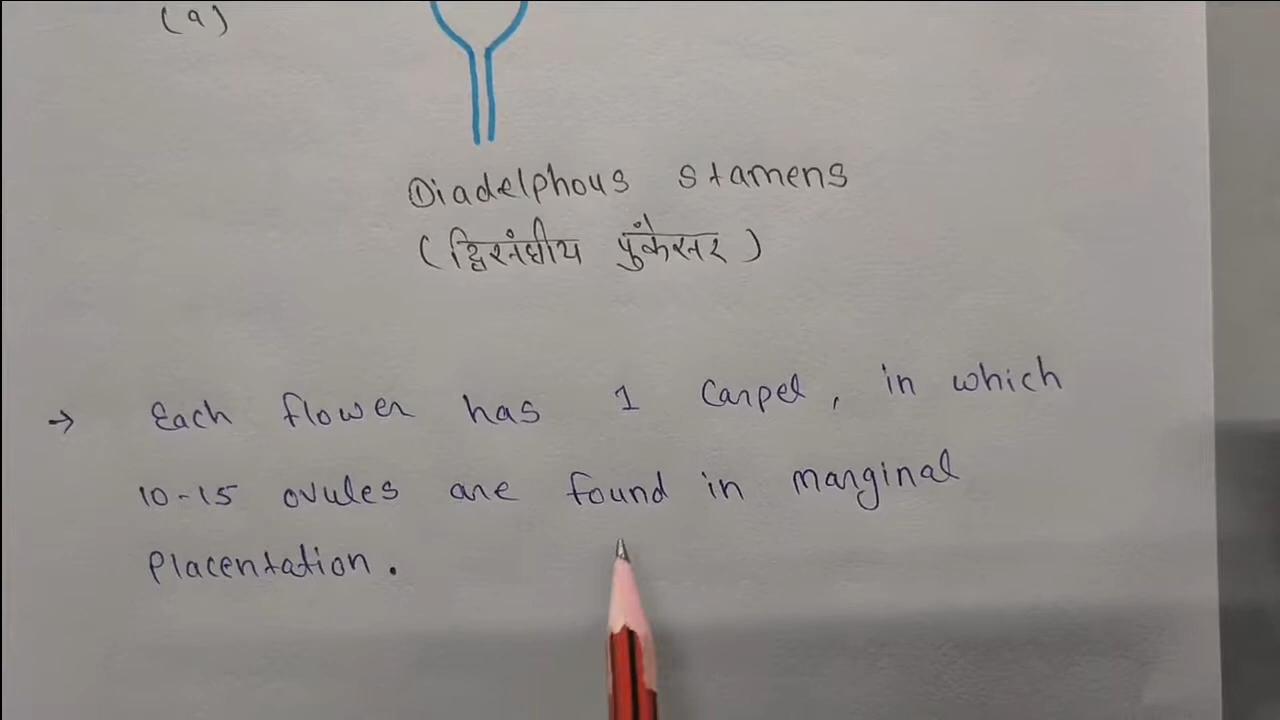 (a)
Diadelphous stamens
(द्विसंघीय पुंकेसर)
→ Each flower has 1 Carpel, in which
10-15 ovules are found in marginal
Placentation.